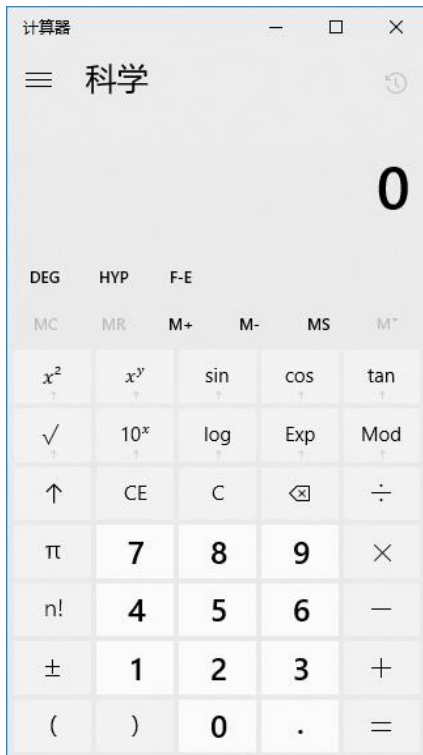 计算器
科学
0
DEG HYP F-E
MC MR M+ M- MS M˅
x² xʸ sin cos tan
√ 10ˣ log Exp Mod
↑ CE C ⌫ ÷
π 7 8 9 ×
n! 4 5 6 −
± 1 2 3 +
( ) 0 . =